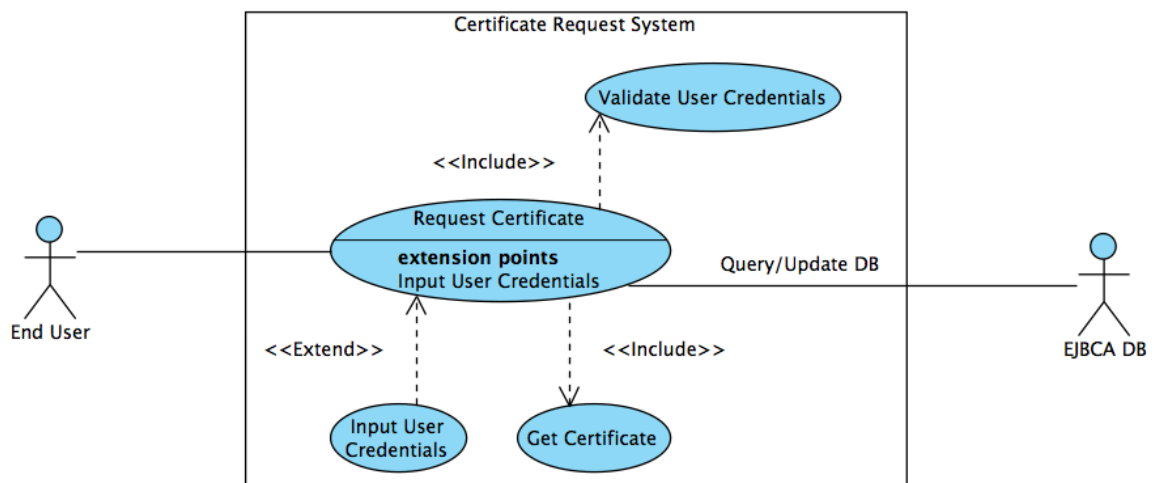 Certificate Request System
Validate User Credentials
<<Include>>
Request Certificate
extension points
Input User Credentials
Query/Update DB
End User
EJBCA DB
<<Extend>>
<<Include>>
Input User
Credentials
Get Certificate